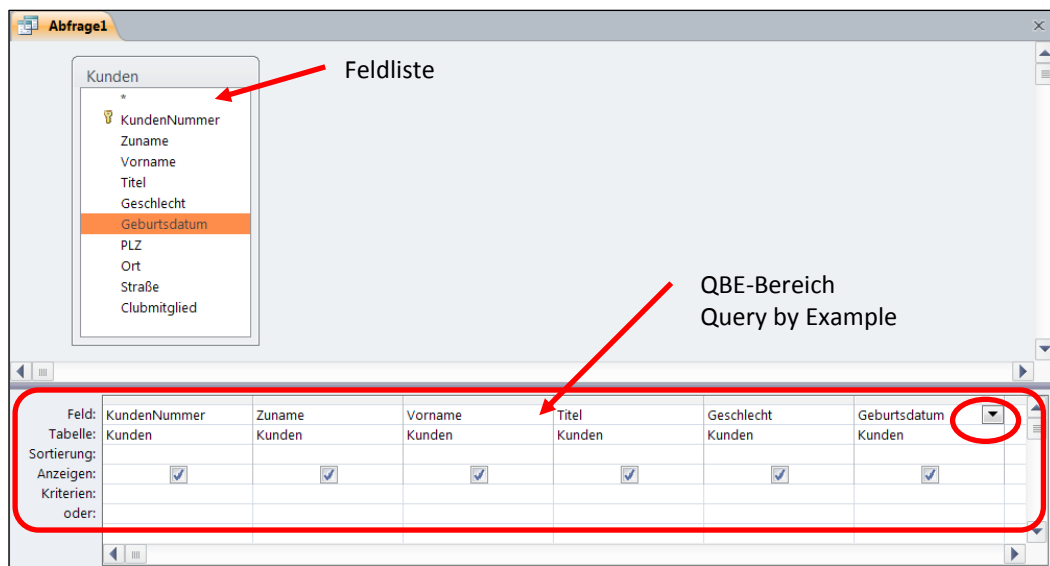 Abfrage1
Feldliste
Kunden
*
KundenNummer
Zuname
Vorname
Titel
Geschlecht
Geburtsdatum
PLZ
Ort
Straße
Clubmitglied
QBE-Bereich
Query by Example
Feld: KundenNummer Zuname Vorname Titel Geschlecht Geburtsdatum
Tabelle: Kunden Kunden Kunden Kunden Kunden Kunden
Sortierung:
Anzeigen:
Kriterien:
oder: